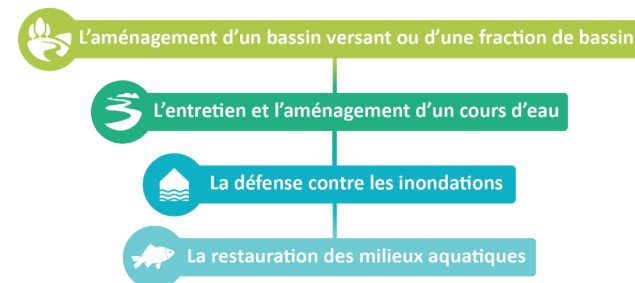 L’aménagement d’un bassin versant ou d’une fraction de bassin
L’entretien et l’aménagement d’un cours d’eau
La défense contre les inondations
La restauration des milieux aquatiques